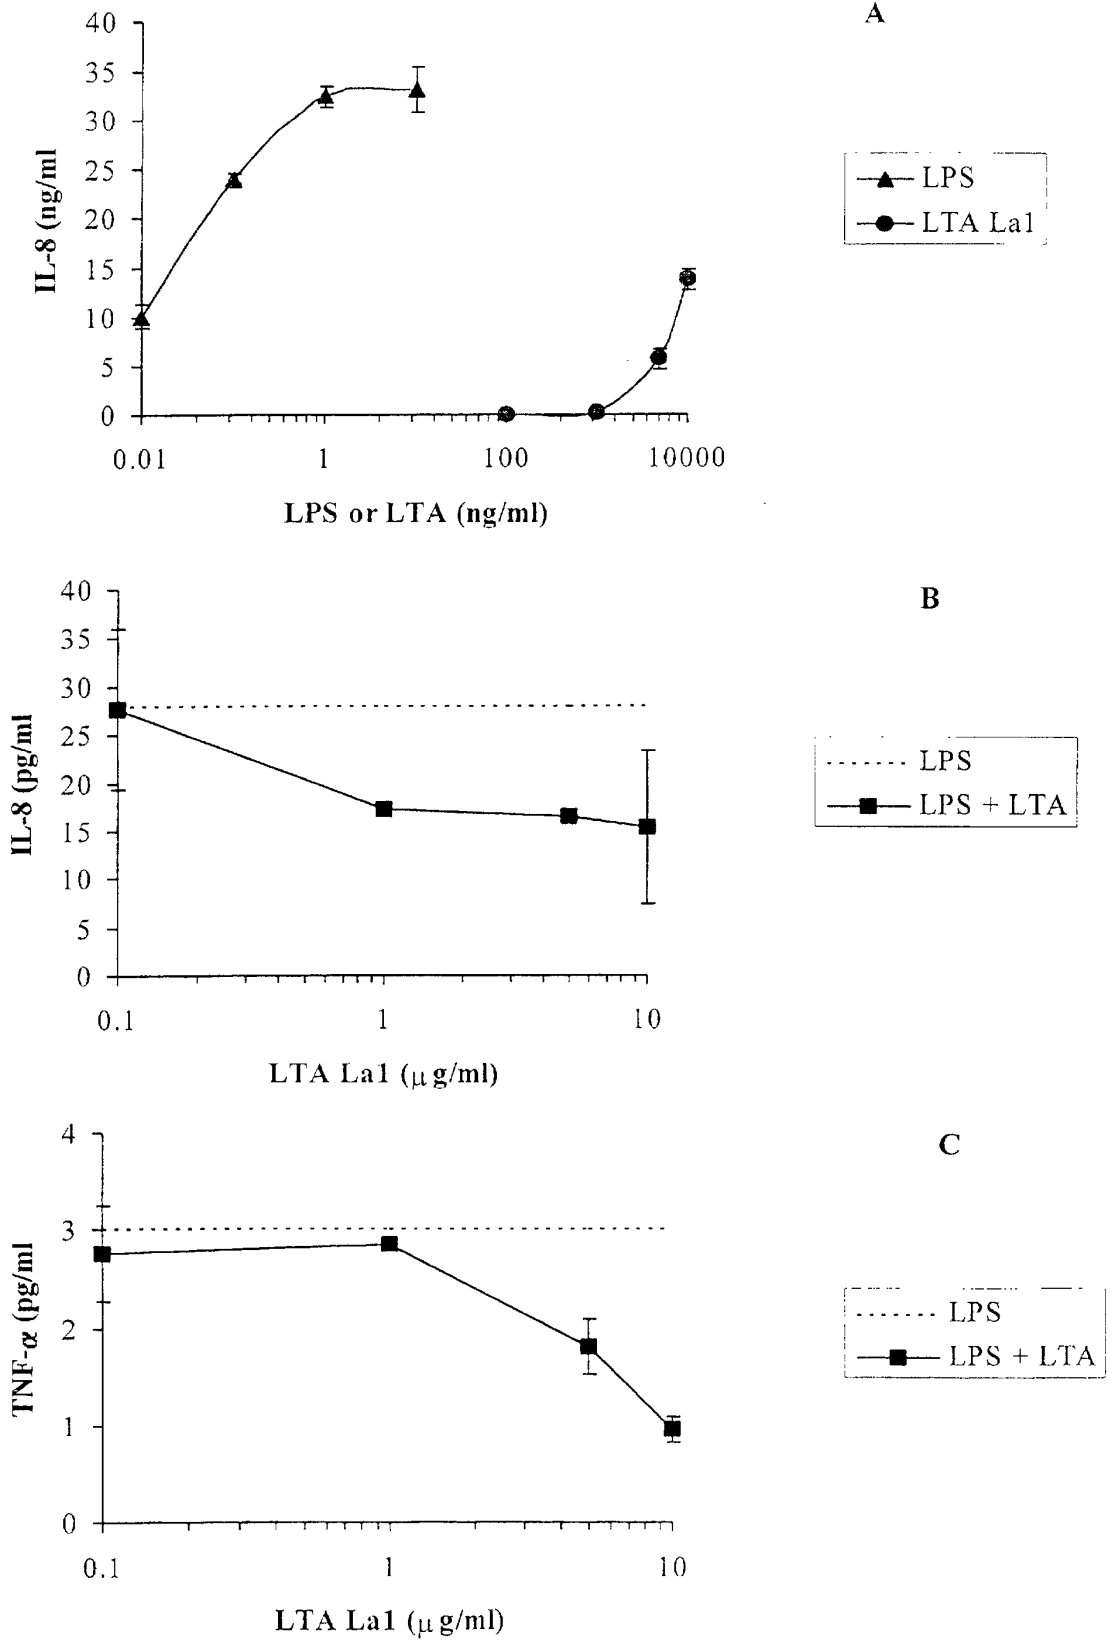 A
40
35
30
25
20
15
10
5
0
IL-8 (ng/ml)
0.01 1 100 10000
LPS or LTA (ng/ml)
LPS
LTA La1
B
40
35
30
25
20
15
10
5
0
IL-8 (pg/ml
0.1 1 10
LTA La1 (μ g/ml)
LPS
LPS + LTA
C
4
3
2
1
0
TNF-α (pg/ml
0.1 1 10
LTA La1 (μ g/ml)
LPS
LPS + LTA